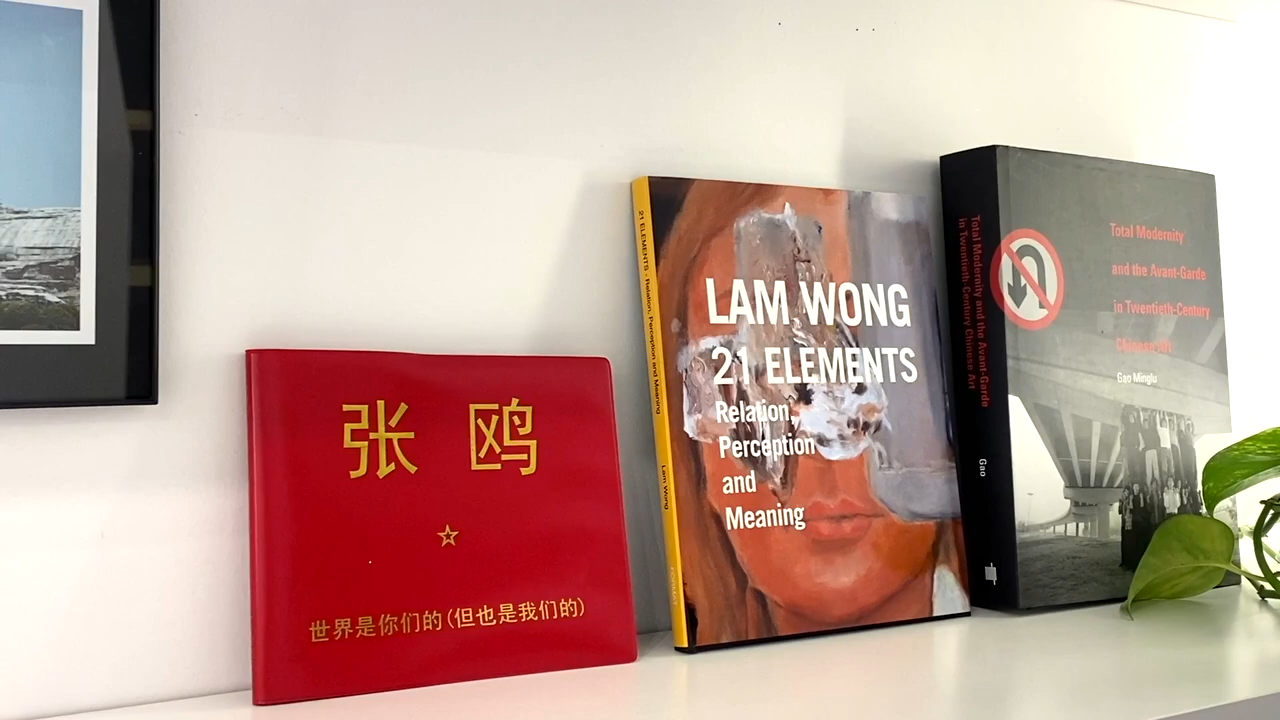 张 鸥
世界是你们的(但也是我们的)
21 ELEMENTS - Relation, Perception and Meaning
Lam Wong
LAM WONG
21 ELEMENTS
Relation,
Perception
and
Meaning
Total Modernity and the Avant-Garde
in Twentieth-Century Chinese Art
Gao
Total Modernity
and the Avant-Garde
in Twentieth-Century
Chinese Art
Gao Minglu